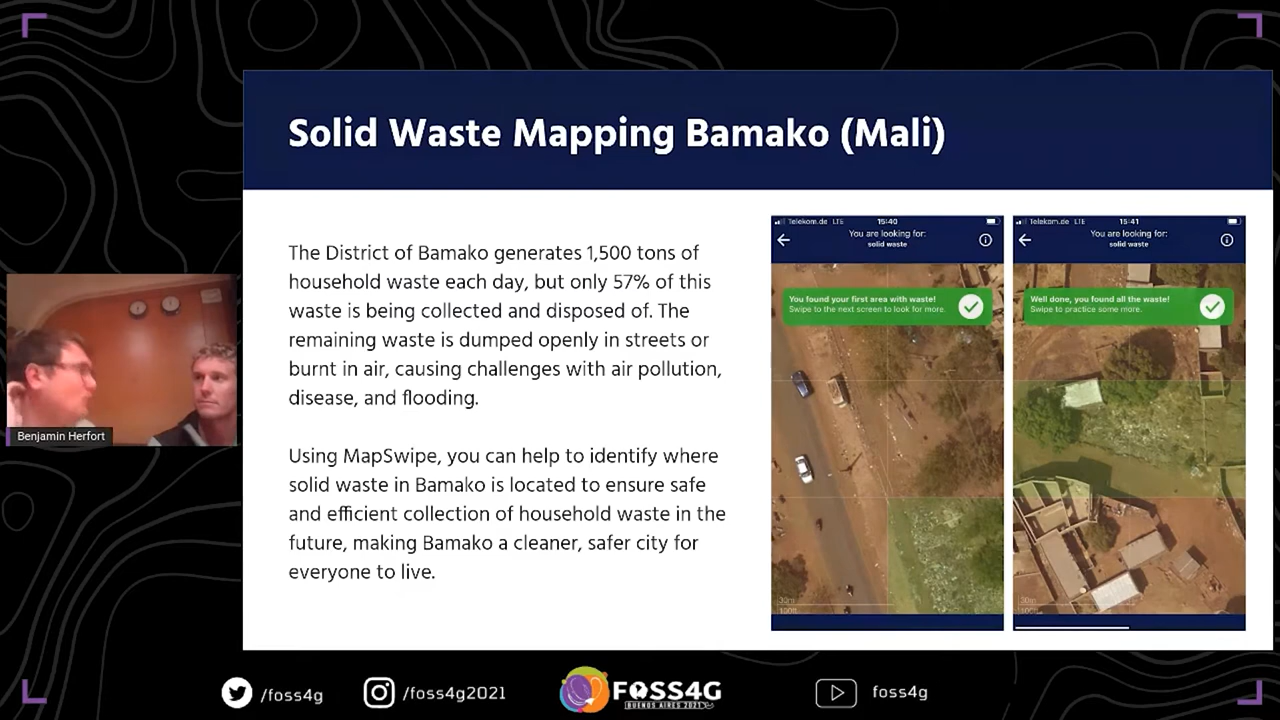 Solid Waste Mapping Bamako (Mali)
The District of Bamako generates 1,500 tons of
household waste each day, but only 57% of this
waste is being collected and disposed of. The
remaining waste is dumped openly in streets or
burnt in air, causing challenges with air pollution,
disease, and flooding.
Using MapSwipe, you can help to identify where
solid waste in Bamako is located to ensure safe
and efficient collection of household waste in the
future, making Bamako a cleaner, safer city for
everyone to live.
Telekom.de LTE 15:40
You are looking for:
solid waste
You found your first area with waste!
Swipe to the next screen to look for more.
30m
100ft
Telekom.de LTE 15:41
You are looking for:
solid waste
Well done, you found all the waste!
Swipe to practice some more.
30m
100ft
Benjamin Herfort
/foss4g
/foss4g2021
FOSS4G
BUENOS AIRES 2021
foss4g